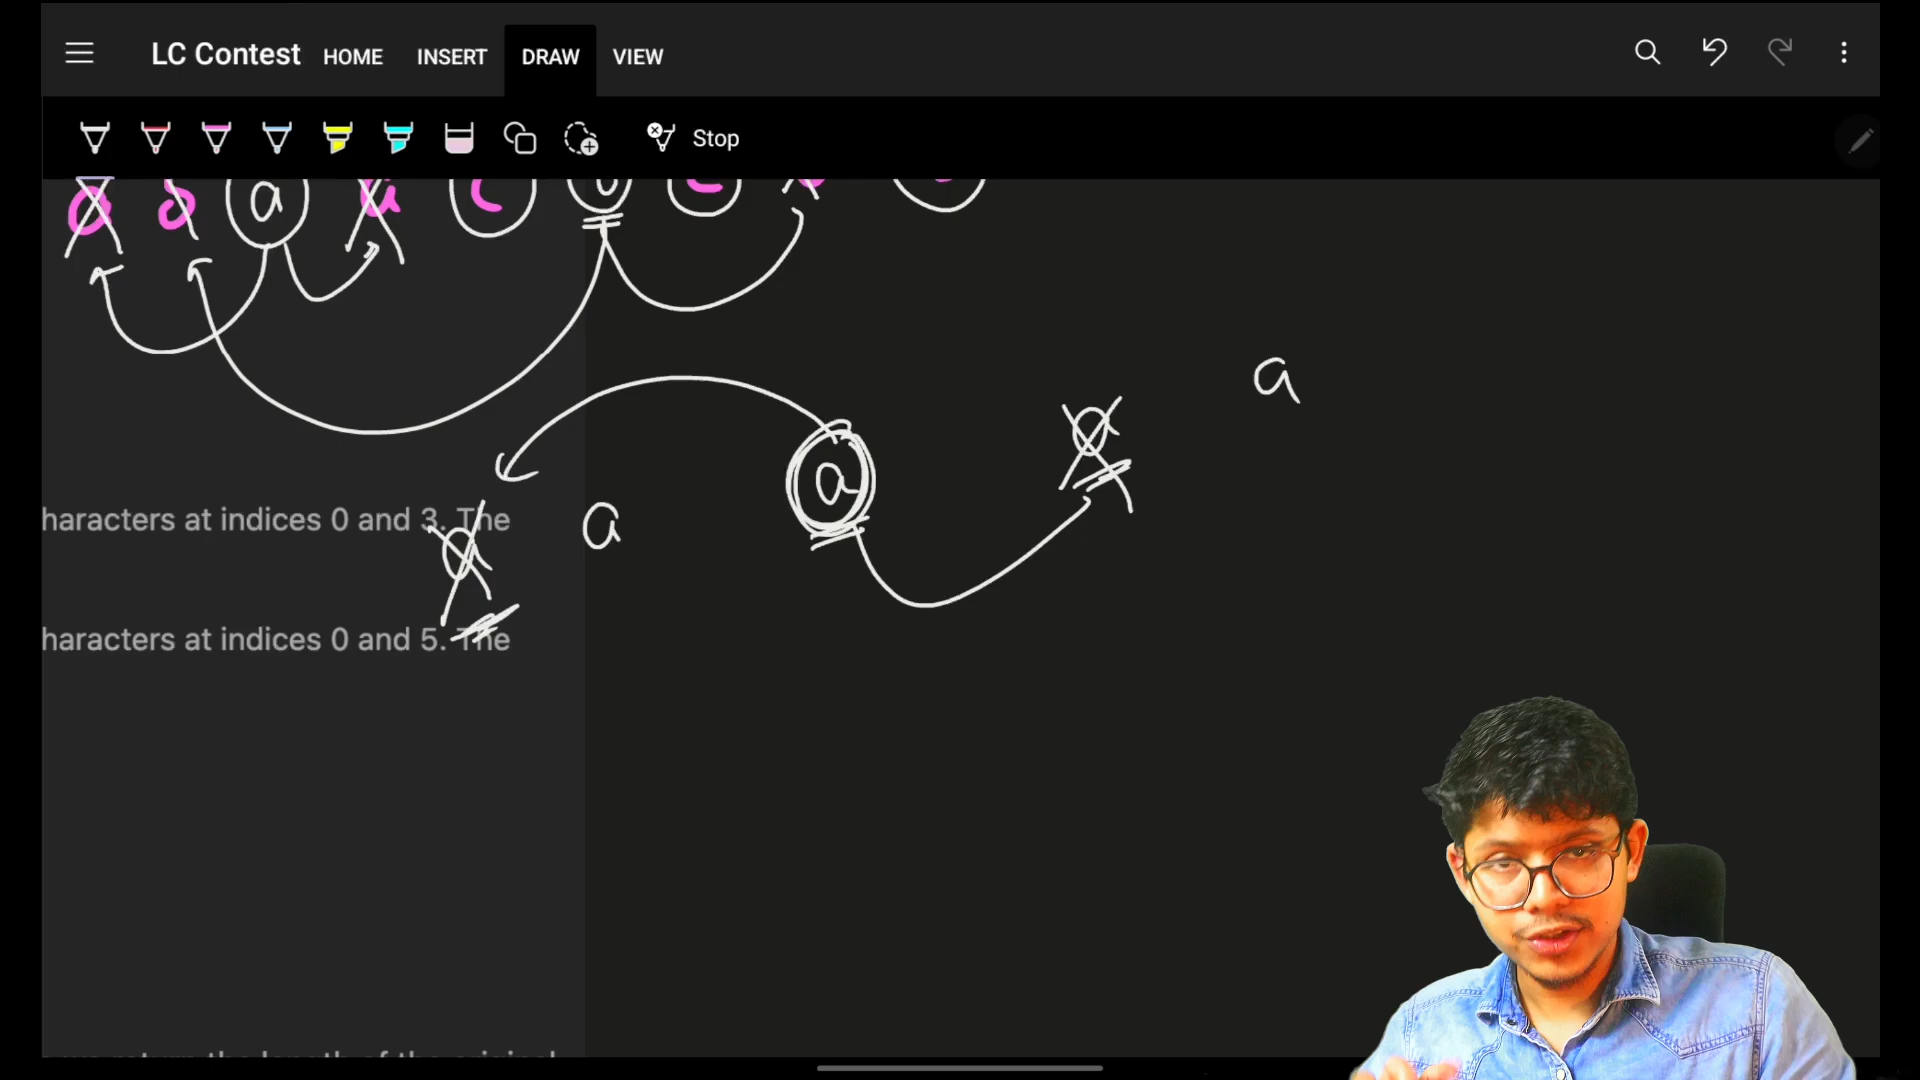 LC Contest HOME INSERT DRAW VIEW
Stop
a b a a c b c
a
a
a a a
haracters at indices 0 and 3. The
haracters at indices 0 and 5. The